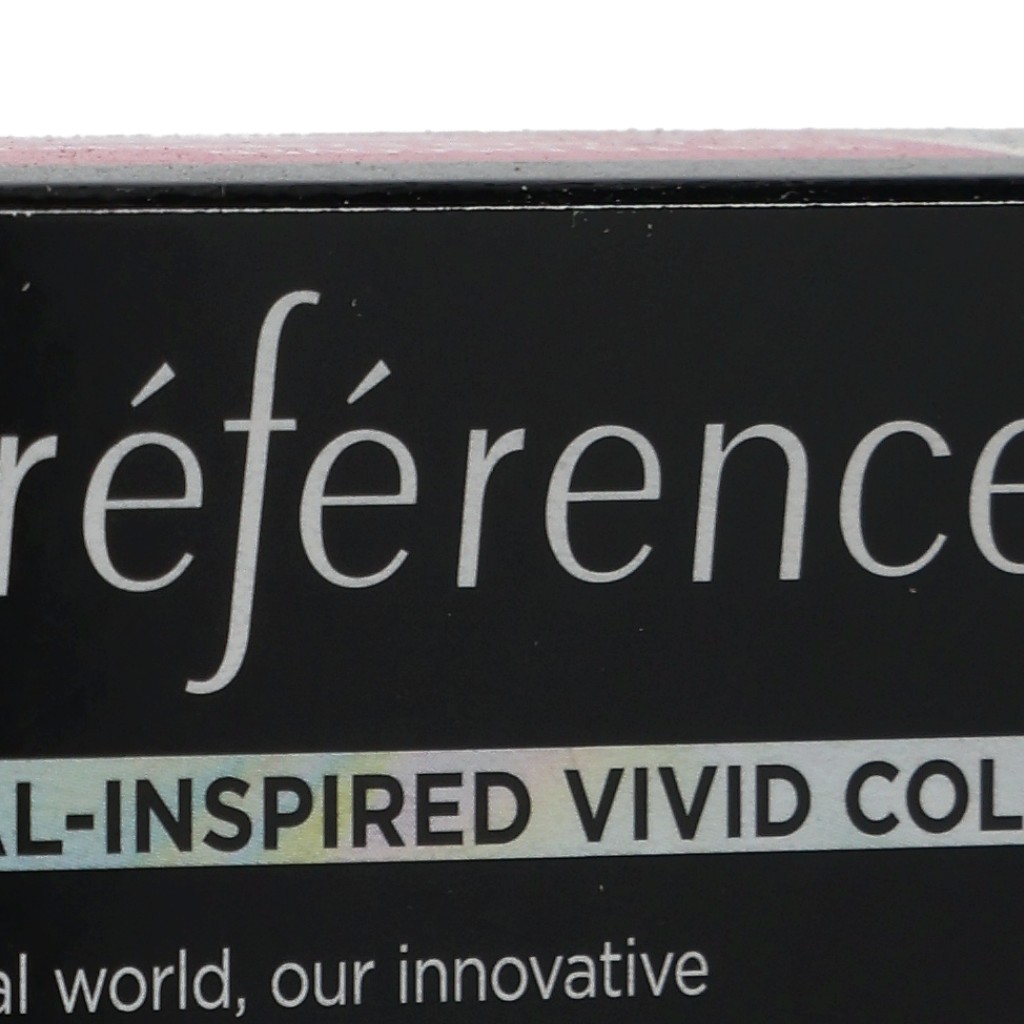 référence
AL-INSPIRED VIVID COL
al world, our innovative